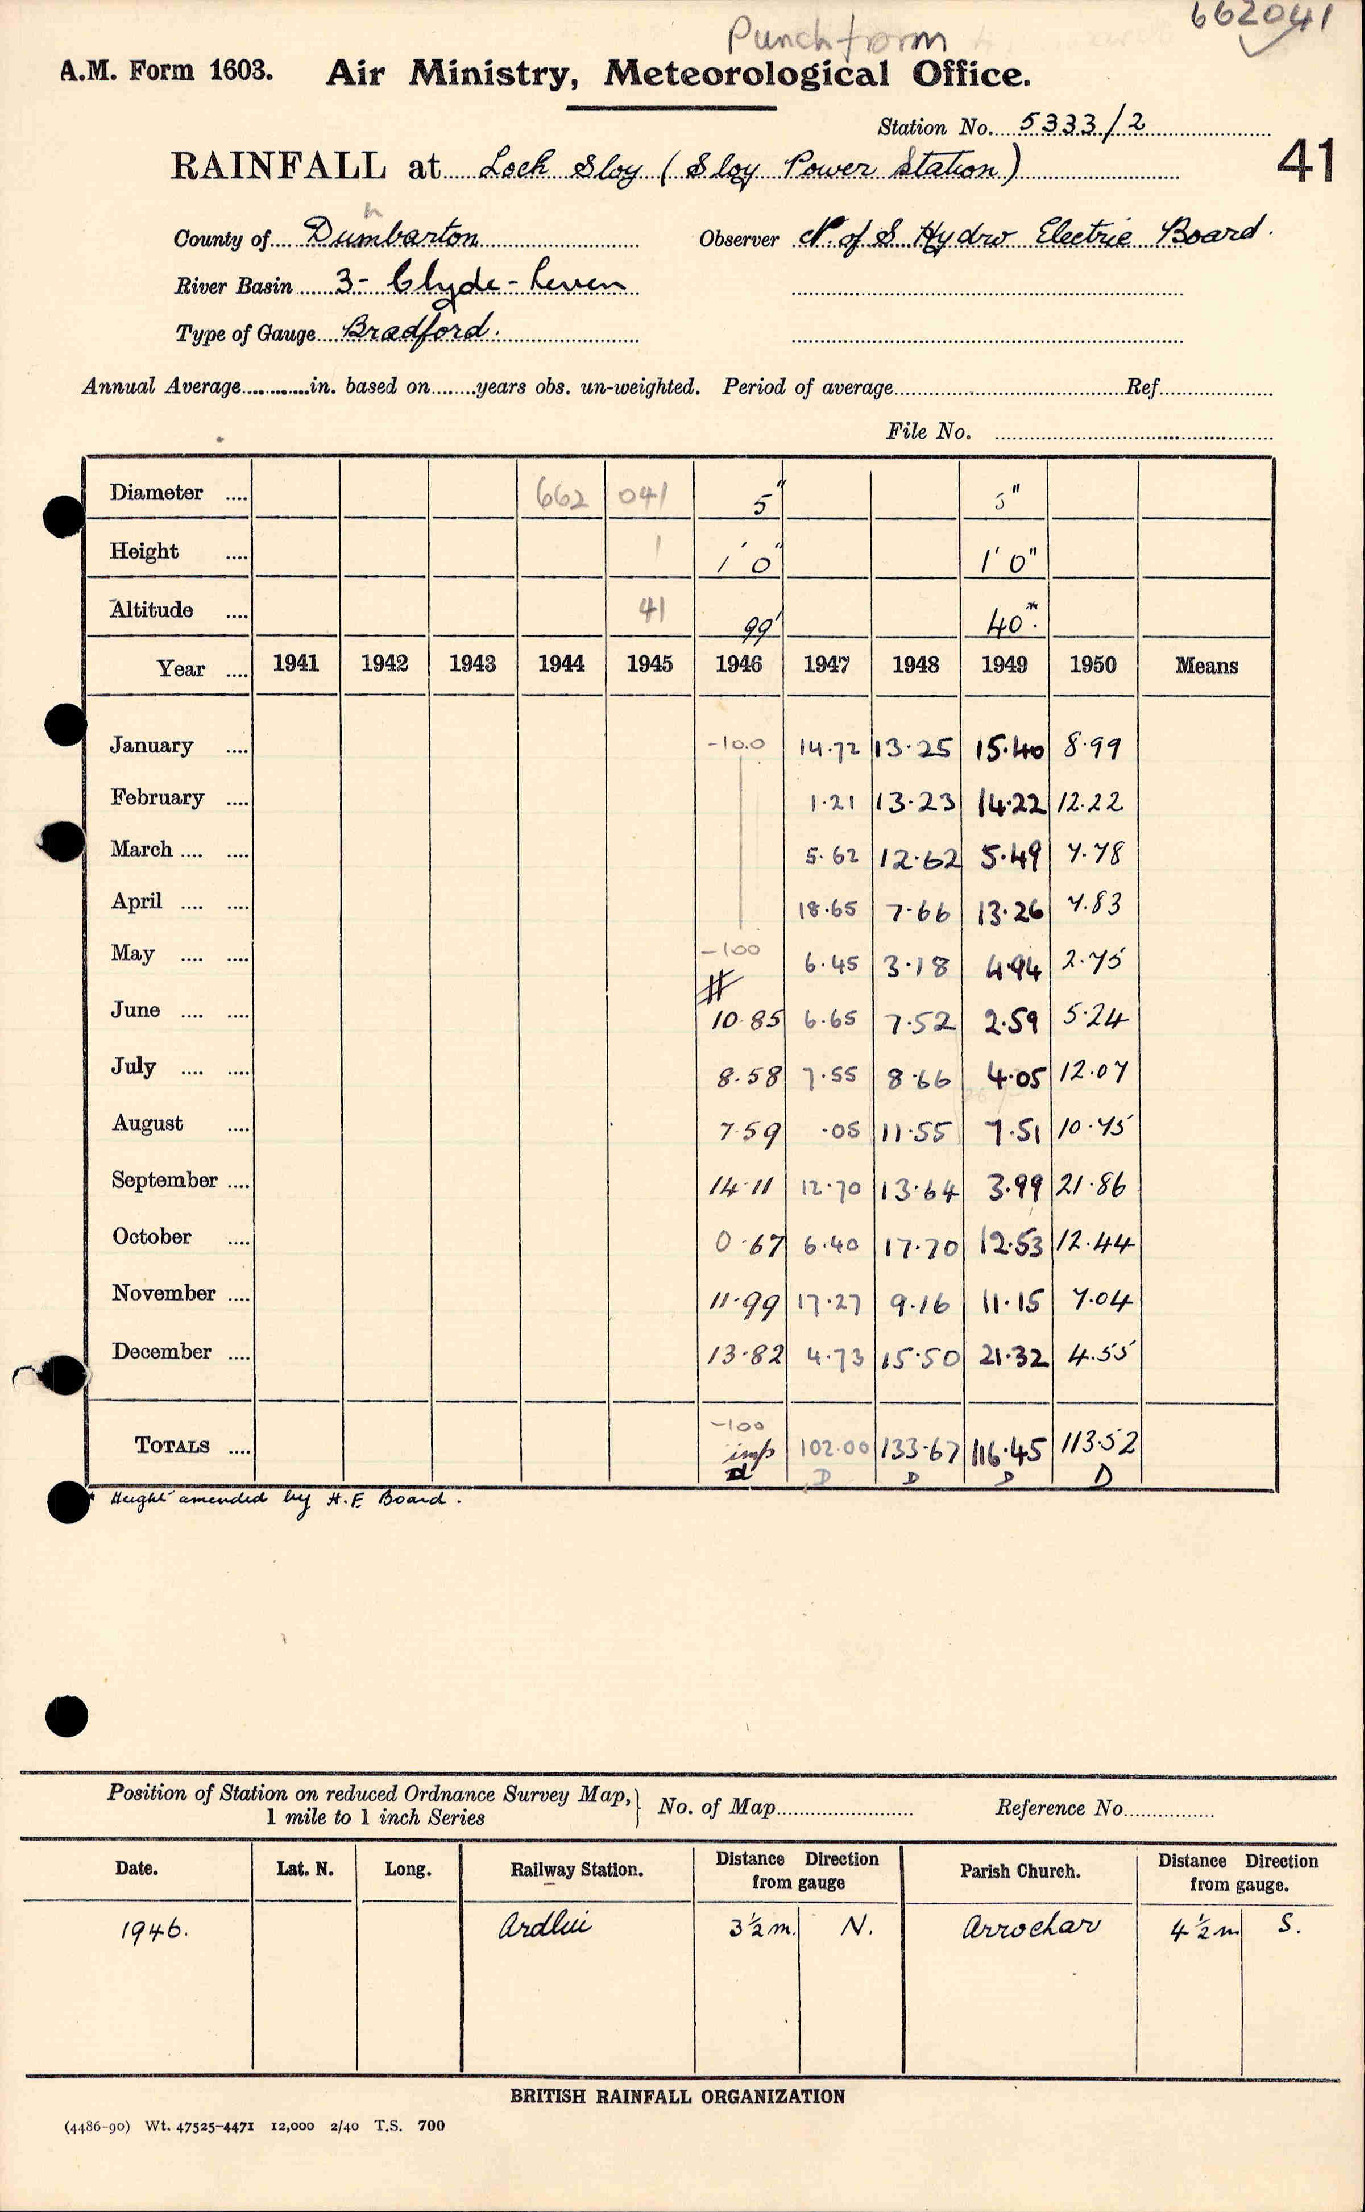 662041
Punch form
A.M. Form 1603. Air Ministry, Meteorological Office.
Station No. 5333/2
41
RAINFALL at Loch Sloy (Sloy Power Station)
n
County of Dumbarton Observer N. of S. Hydro Electric Board.
River Basin 3 - Clyde - Leven
Type of Gauge Bradford.
Annual Average............in. based on.......years obs. un-weighted. Period of average.................... Ref....................
File No. ....................
Diameter .... 662 041 5" 5"
Height .... 1 1' 0" 1' 0"
Altitude .... 41 99' 40*.
Year .... 1941 1942 1943 1944 1945 1946 1947 1948 1949 1950 Means
January .... -10.0 14.72 13.25 15.40 8.99
February .... 1.21 13.23 14.22 12.22
March .... .... 5.62 12.62 5.49 7.78
April .... .... 18.65 7.66 13.26 7.83
May .... .... -100 6.45 3.18 4.94 2.75
June .... .... # 10.85 6.65 7.52 2.59 5.24
July .... .... 8.58 7.55 8.66 4.05 12.07
August .... 7.59 .05 11.55 7.51 10.75
September .... 14.11 12.70 13.64 3.99 21.86
October .... 0.67 6.40 17.70 12.53 12.44
November .... 11.99 17.27 9.16 11.15 7.04
December .... 13.82 4.73 15.50 21.32 4.55
-100
TOTALS .... imp 102.00 133.67 116.45 113.52
D D D D D
* Height amended by H.E. Board.
Position of Station on reduced Ordnance Survey Map, } No. of Map.................... Reference No....................
1 mile to 1 inch Series
Date. Lat. N. Long. Railway Station. Distance Direction from gauge Parish Church. Distance Direction from gauge.
1946. Ardlui 3½ m. N. Arrochar 4½ m S.
BRITISH RAINFALL ORGANIZATION
(4486-90) Wt. 47525-4471 12,000 2/40 T.S. 700